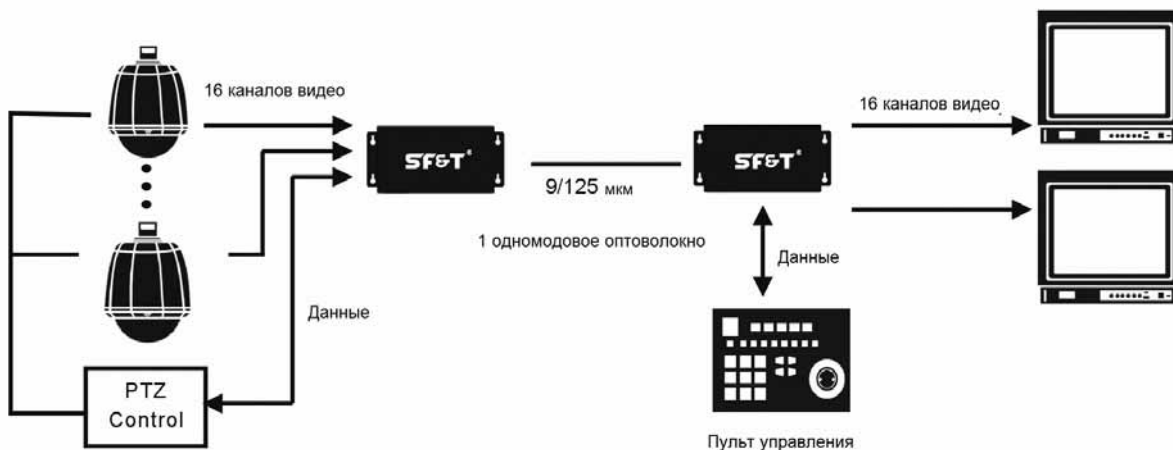 16 каналов видео
16 каналов видео
SF&T®
SF&T®
9/125 мкм
1 одномодовое оптоволокно
Данные
Данные
PTZ
Control
Пульт управления